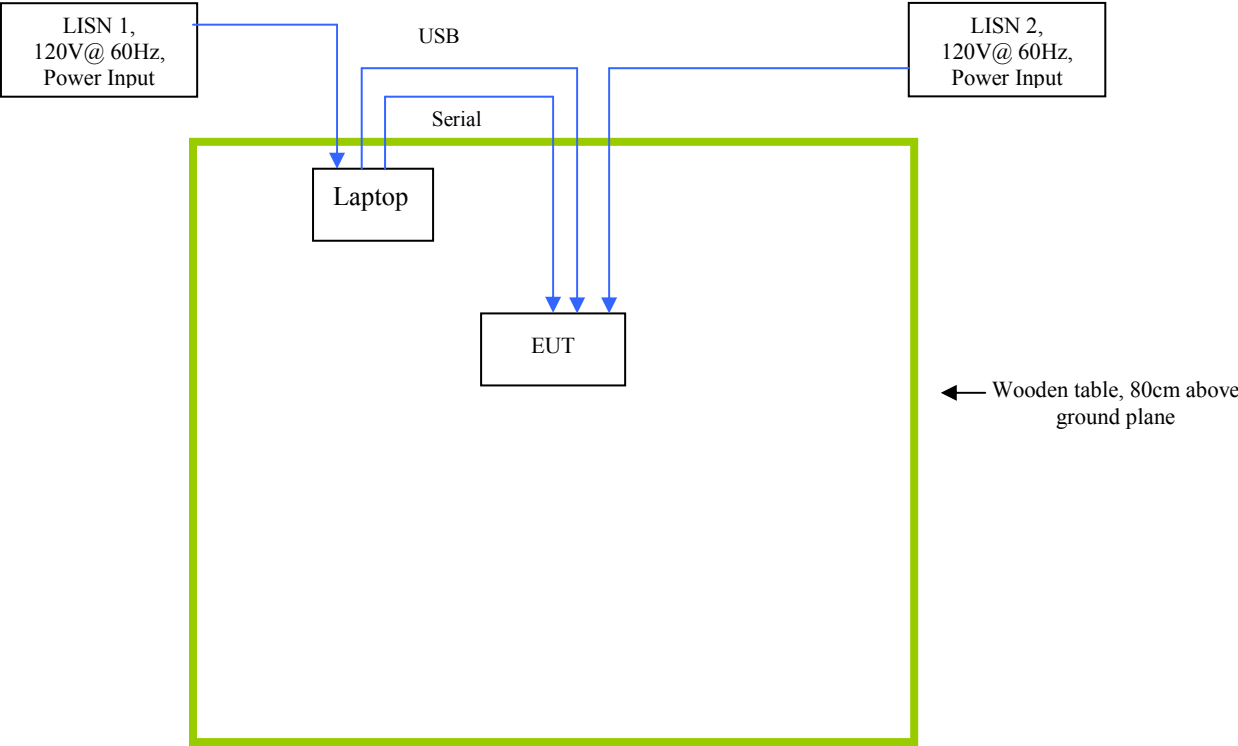 LISN 1,
120V@ 60Hz,
Power Input
USB
LISN 2,
120V@ 60Hz,
Power Input
Serial
Laptop
EUT
Wooden table, 80cm above
ground plane